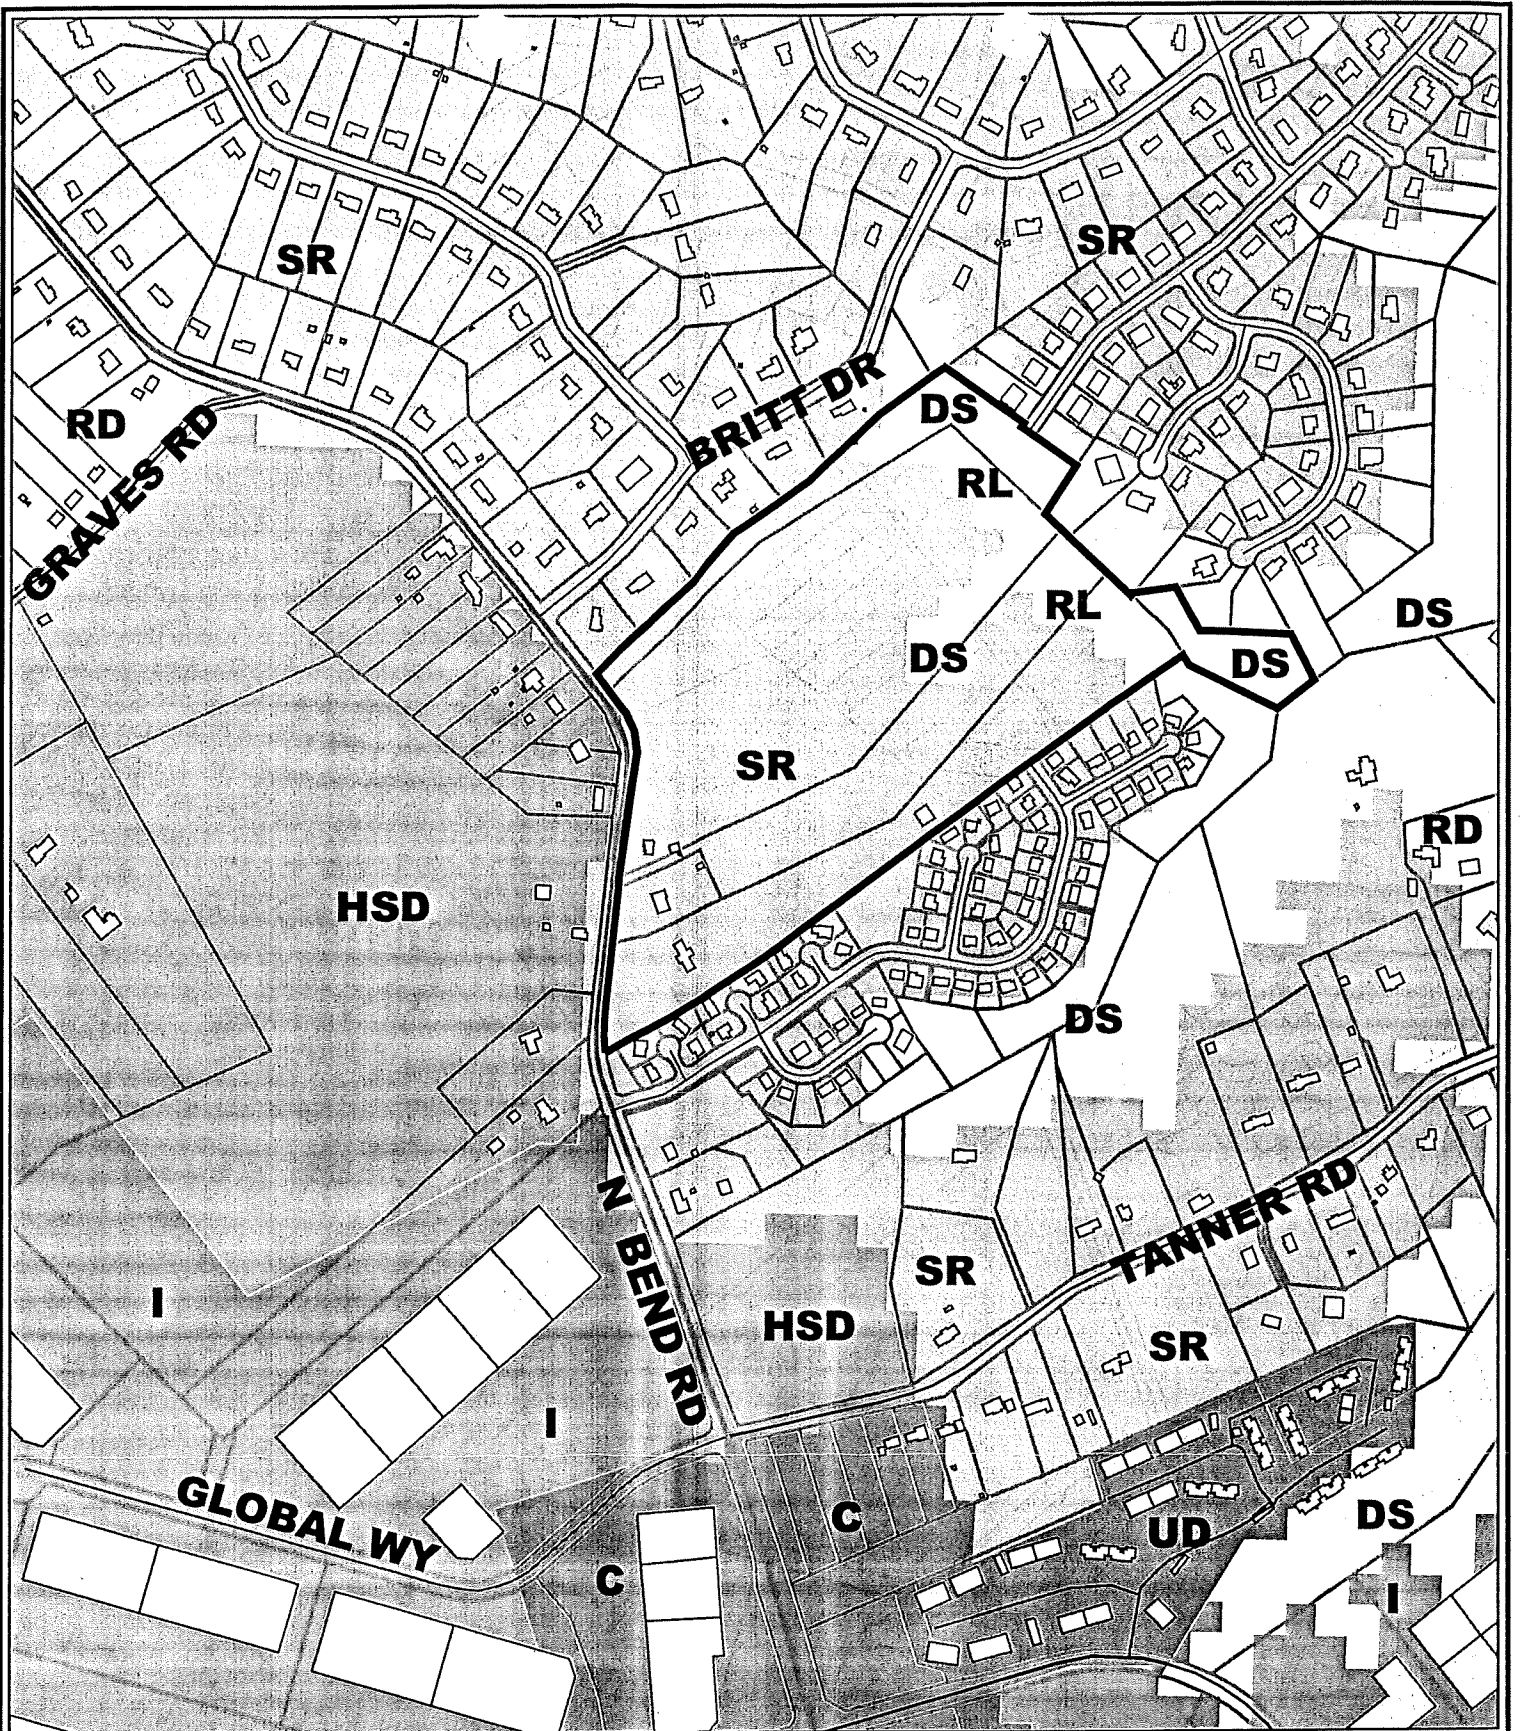 SR
SR
BRITT DR
DS
RD
GRAVES RD
RL
RL
DS
DS
DS
SR
RD
HSD
DS
N BEND RD
TANNER RD
SR
I
HSD
SR
I
GLOBAL WY
C
DS
UD
C
I